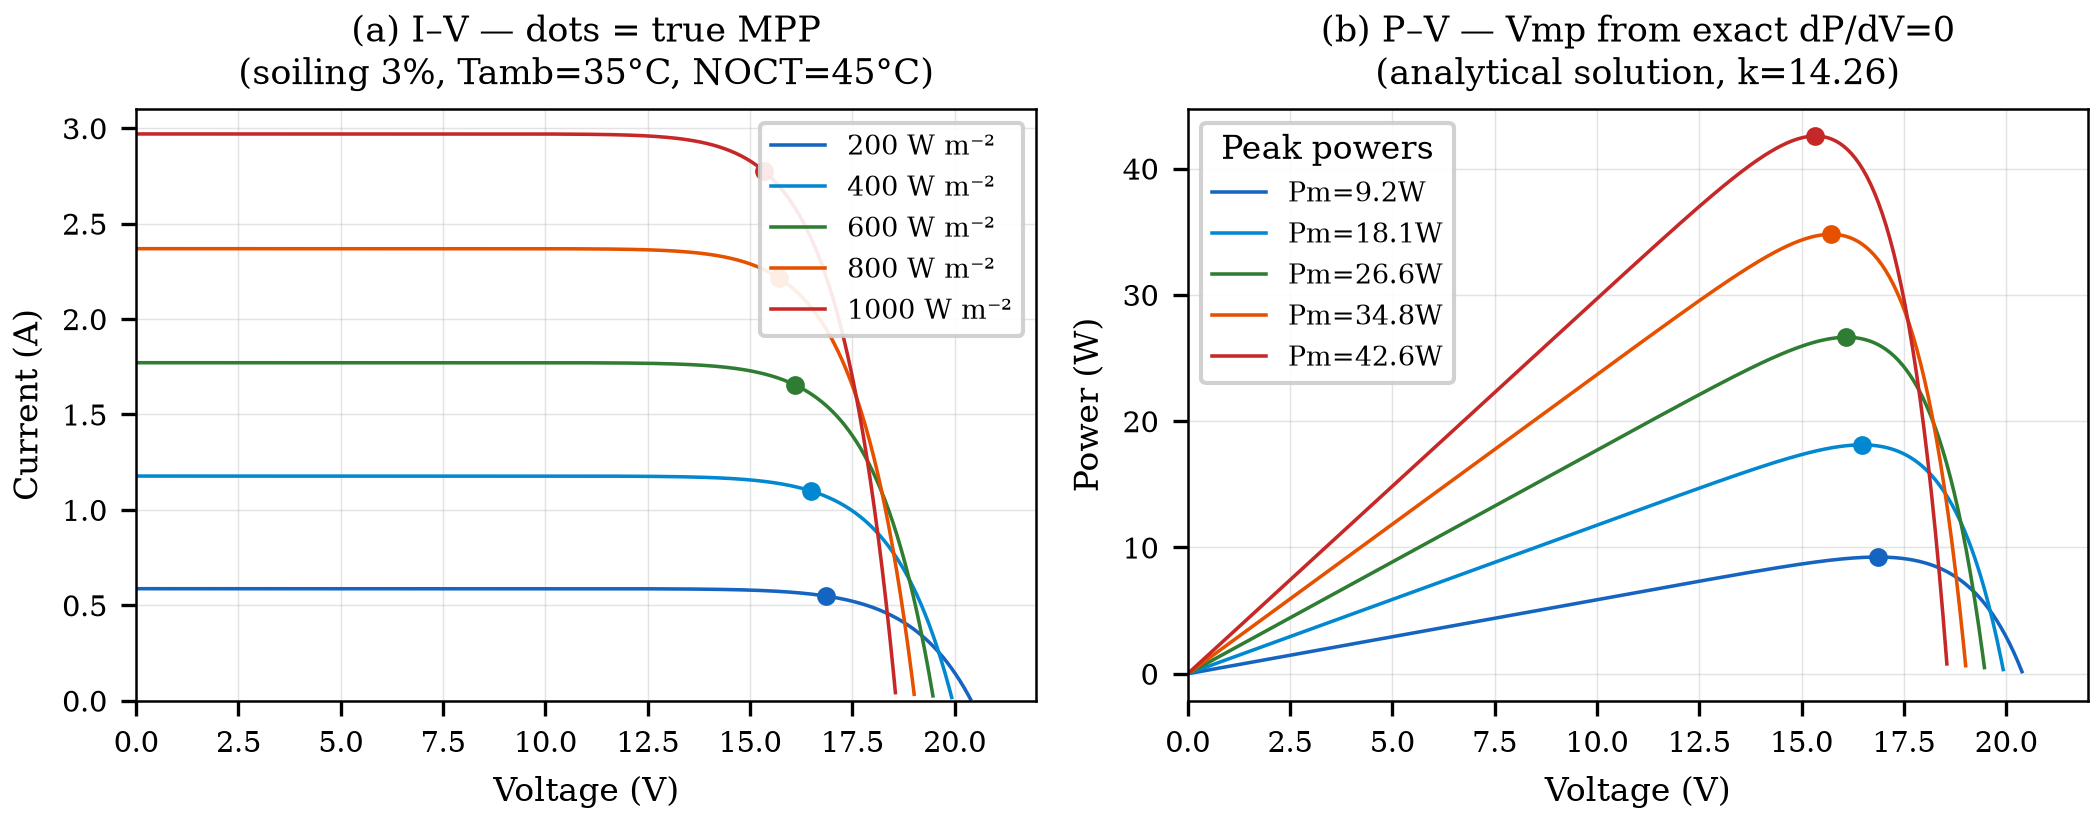 (a) I–V — dots = true MPP
(soiling 3%, Tamb=35°C, NOCT=45°C)
Current (A)
3.0
2.5
2.0
1.5
1.0
0.5
0.0
200 W m⁻²
400 W m⁻²
600 W m⁻²
800 W m⁻²
1000 W m⁻²
0.0 2.5 5.0 7.5 10.0 12.5 15.0 17.5 20.0
Voltage (V)
(b) P–V — Vmp from exact dP/dV=0
(analytical solution, k=14.26)
Power (W)
40
30
20
10
0
Peak powers
Pm=9.2W
Pm=18.1W
Pm=26.6W
Pm=34.8W
Pm=42.6W
0.0 2.5 5.0 7.5 10.0 12.5 15.0 17.5 20.0
Voltage (V)